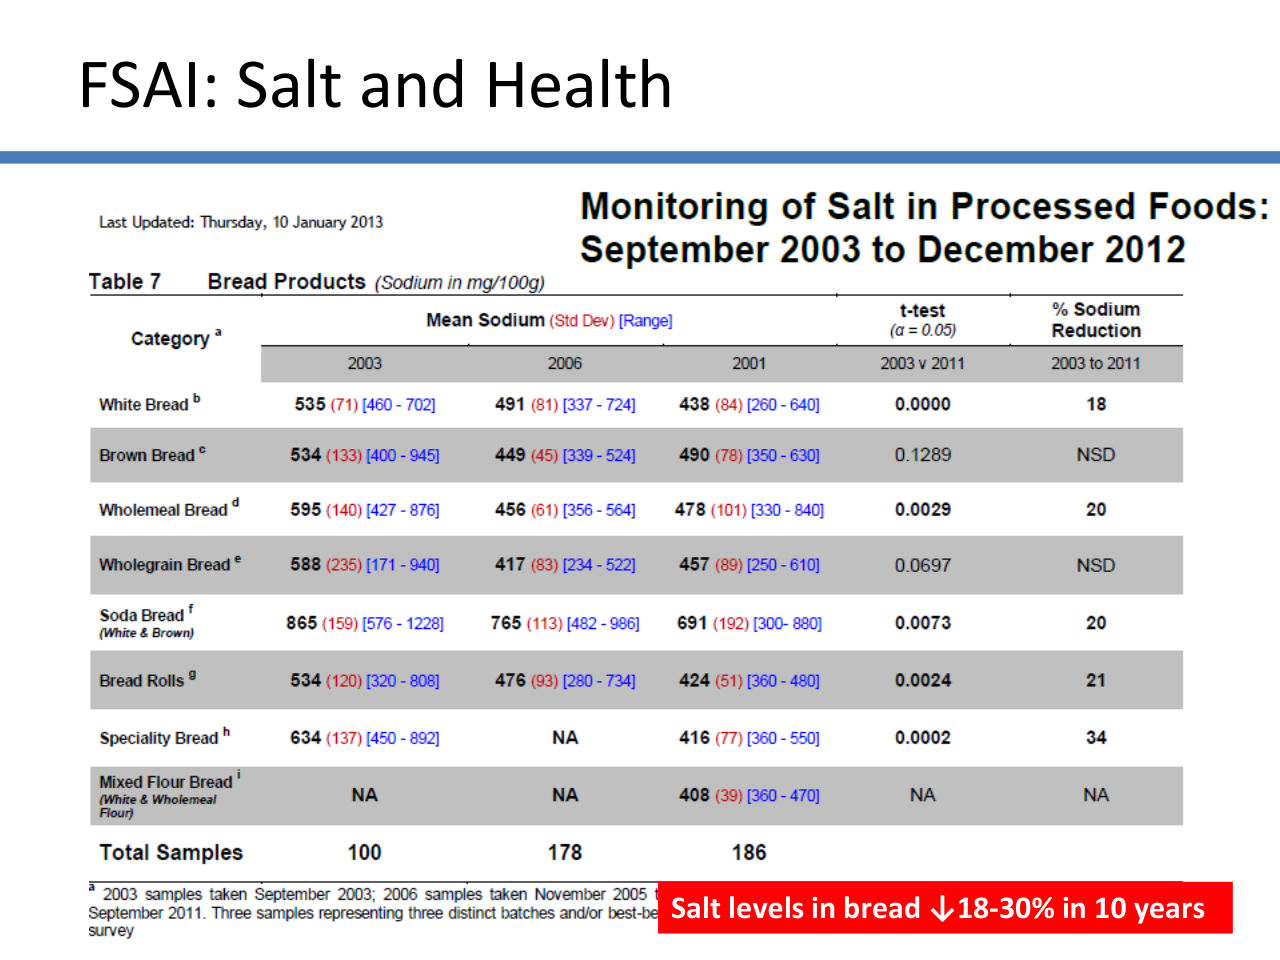 FSAI: Salt and Health
Last Updated: Thursday, 10 January 2013
Monitoring of Salt in Processed Foods:
September 2003 to December 2012
Table 7 Bread Products (Sodium in mg/100g)
Category a Mean Sodium (Std Dev) [Range] t-test (α = 0.05) % Sodium Reduction
2003 2006 2001 2003 v 2011 2003 to 2011
White Bread b 535 (71) [460 - 702] 491 (81) [337 - 724] 438 (84) [260 - 640] 0.0000 18
Brown Bread c 534 (133) [400 - 945] 449 (45) [339 - 524] 490 (78) [350 - 630] 0.1289 NSD
Wholemeal Bread d 595 (140) [427 - 876] 456 (61) [356 - 564] 478 (101) [330 - 840] 0.0029 20
Wholegrain Bread e 588 (235) [171 - 940] 417 (83) [234 - 522] 457 (89) [250 - 610] 0.0697 NSD
Soda Bread f (White & Brown) 865 (159) [576 - 1228] 765 (113) [482 - 986] 691 (192) [300- 880] 0.0073 20
Bread Rolls g 534 (120) [320 - 808] 476 (93) [280 - 734] 424 (51) [360 - 480] 0.0024 21
Speciality Bread h 634 (137) [450 - 892] NA 416 (77) [360 - 550] 0.0002 34
Mixed Flour Bread i (White & Wholemeal Flour) NA NA 408 (39) [360 - 470] NA NA
Total Samples 100 178 186
a 2003 samples taken September 2003; 2006 samples taken November 2005
September 2011. Three samples representing three distinct batches and/or
survey
Salt levels in bread ↓18-30% in 10 years